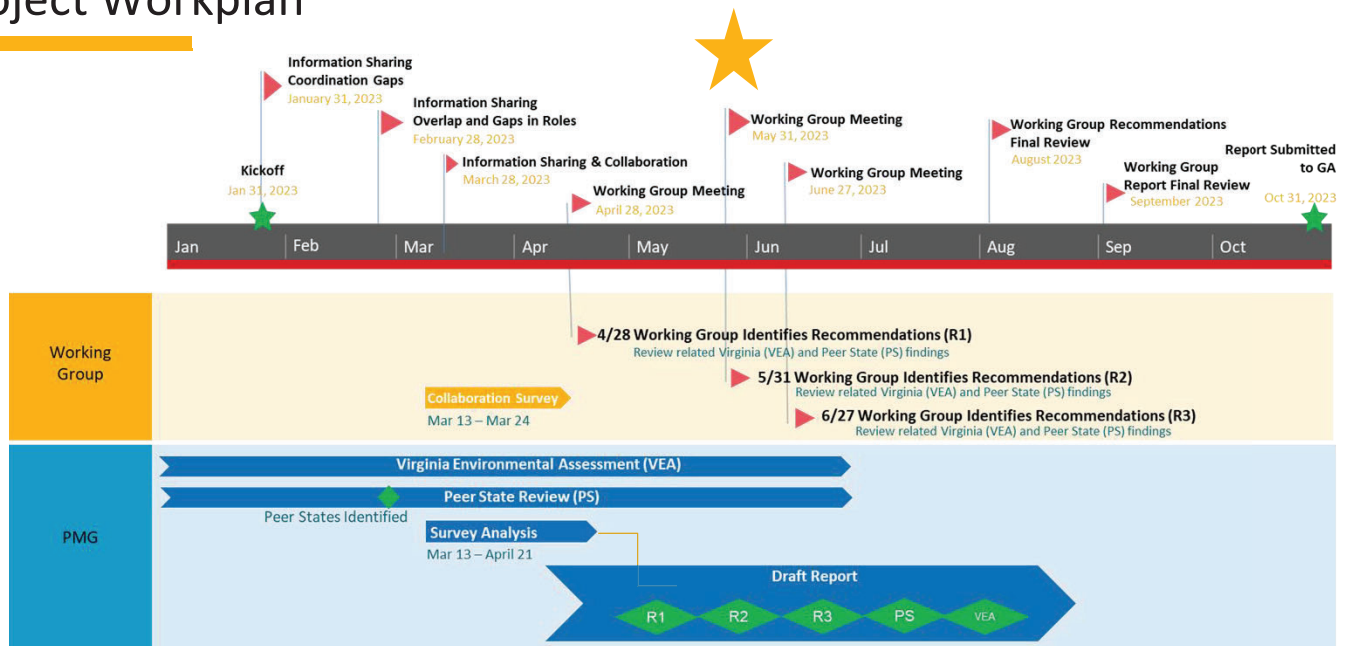 oject Workplan
Information Sharing
Coordination Gaps
January 31, 2023
Information Sharing
Overlap and Gaps in Roles
February 28, 2023
Information Sharing & Collaboration
March 28, 2023
Working Group Meeting
April 28, 2023
Working Group Meeting
May 31, 2023
Working Group Meeting
June 27, 2023
Working Group Recommendations
Final Review
August 2023
Working Group
Report Final Review
September 2023
Report Submitted
to GA
Oct 31, 2023
Kickoff
Jan 31, 2023
Jan Feb Mar Apr May Jun Jul Aug Sep Oct
Working
Group
4/28 Working Group Identifies Recommendations (R1)
Review related Virginia (VEA) and Peer State (PS) findings
5/31 Working Group Identifies Recommendations (R2)
Review related Virginia (VEA) and Peer State (PS) findings
Collaboration Survey
Mar 13 – Mar 24
6/27 Working Group Identifies Recommendations (R3)
Review related Virginia (VEA) and Peer State (PS) findings
PMG
Virginia Environmental Assessment (VEA)
Peer State Review (PS)
Peer States Identified
Survey Analysis
Mar 13 – April 21
Draft Report
R1 R2 R3 PS VEA